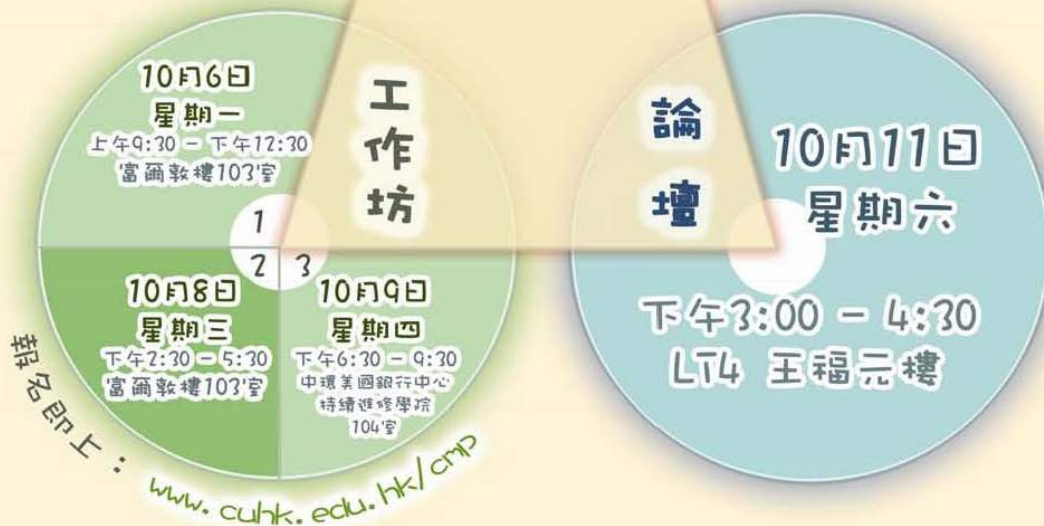 工作坊
1
10月6日
星期一
上午9:30 - 下午12:30
富爾敦樓103室
2
10月8日
星期三
下午2:30 - 5:30
富爾敦樓103室
3
10月9日
星期四
下午6:30 - 9:30
中環美國銀行中心
持續進修學院
104室
報名即上：www.cuhk.edu.hk/cmp
論壇
10月11日
星期六
下午3:00 - 4:30
LT4 王福元樓